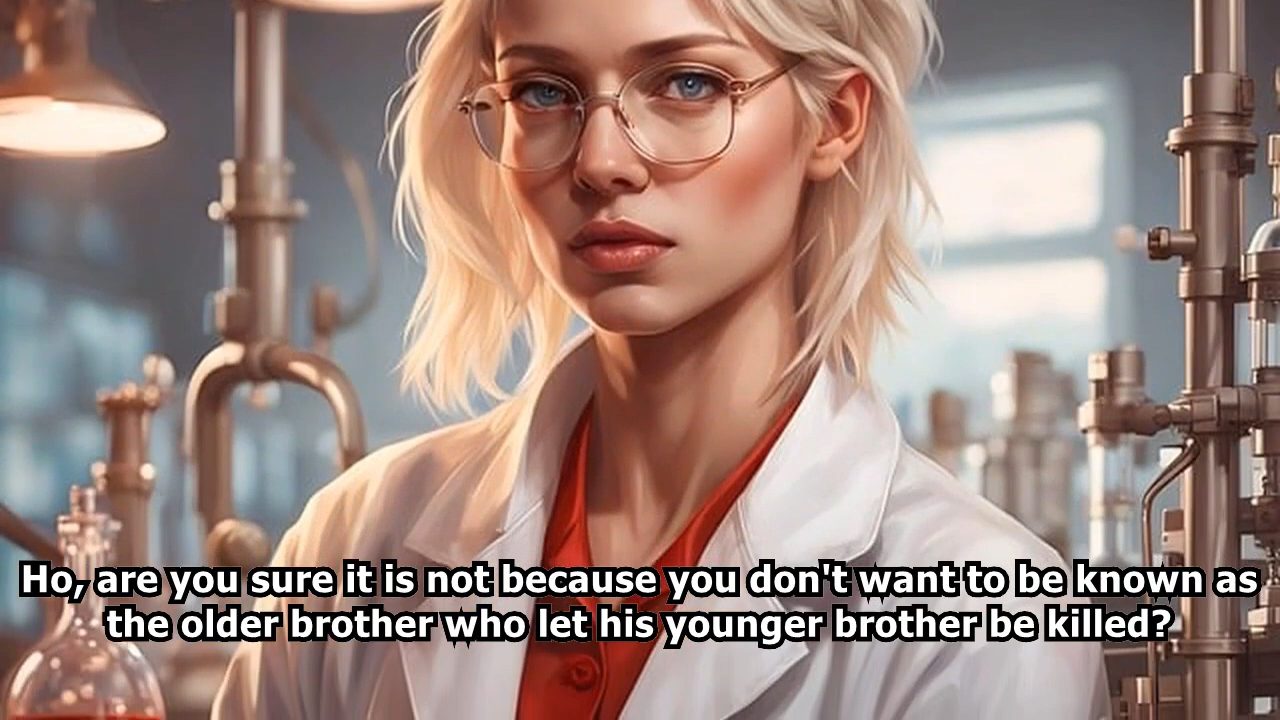 Ho, are you sure it is not because you don't want to be known as
the older brother who let his younger brother be killed?